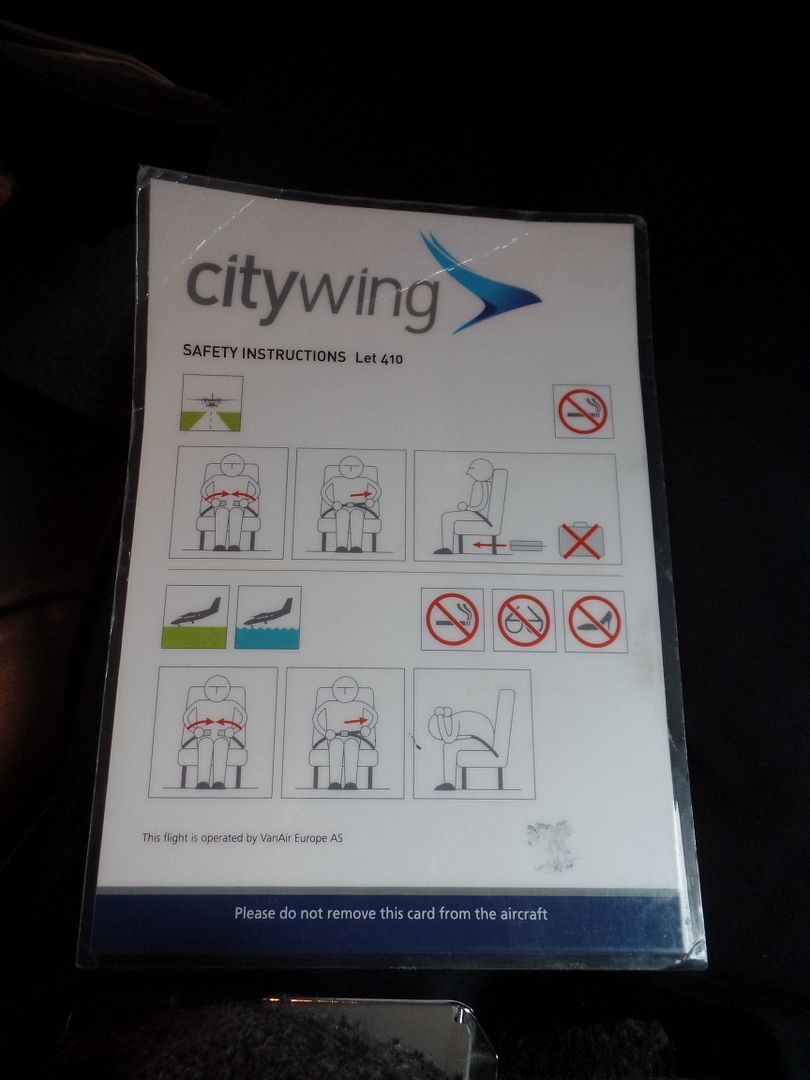 citywing
SAFETY INSTRUCTIONS Let 410
This flight is operated by VanAir Europe AS
Please do not remove this card from the aircraft